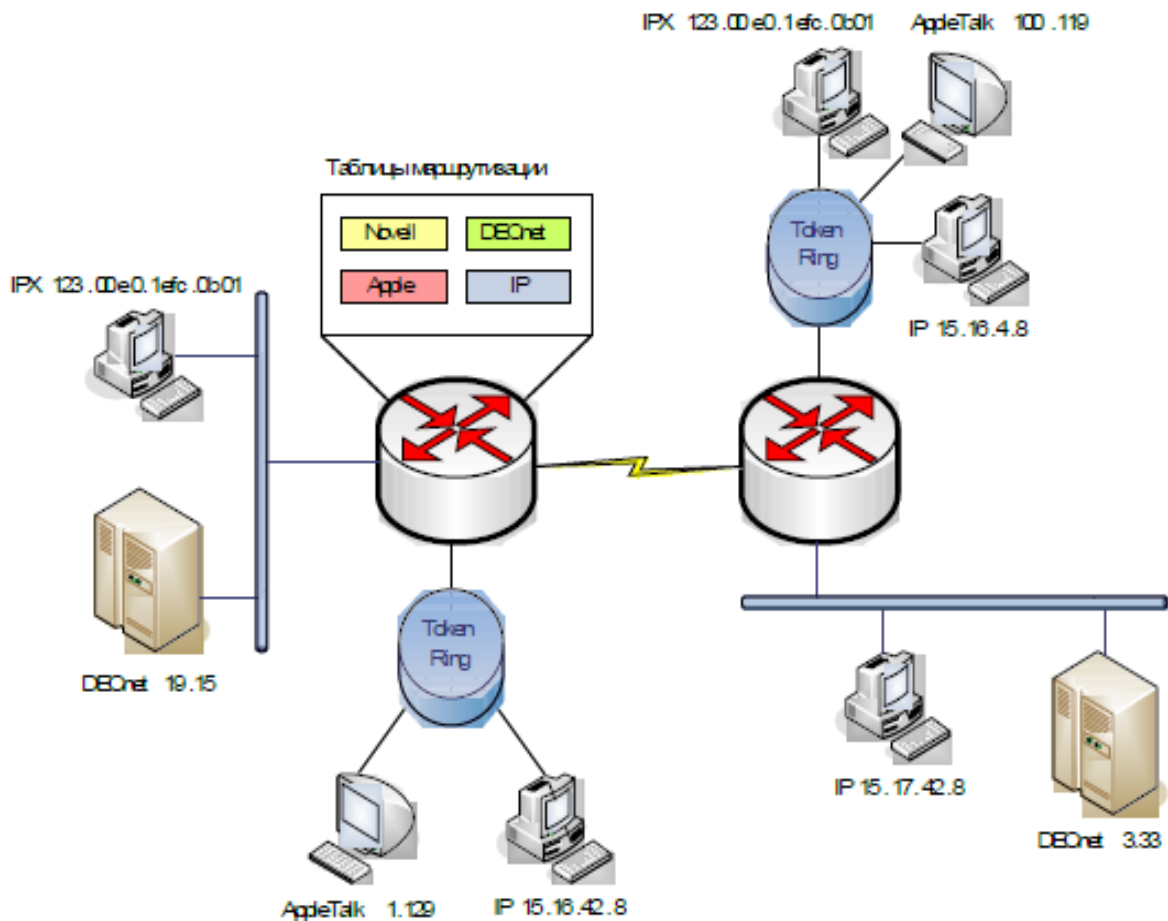 IPX 123.00e0.1efc.0b01
AppleTalk 100.119
Таблицы маршрутизации
Novell
DECnet
Apple
IP
Token
Ring
IP 15.16.4.8
IPX 123.00e0.1efc.0b01
DECnet 19.15
Token
Ring
AppleTalk 1.129
IP 15.16.42.8
IP 15.17.42.8
DECnet 3.33